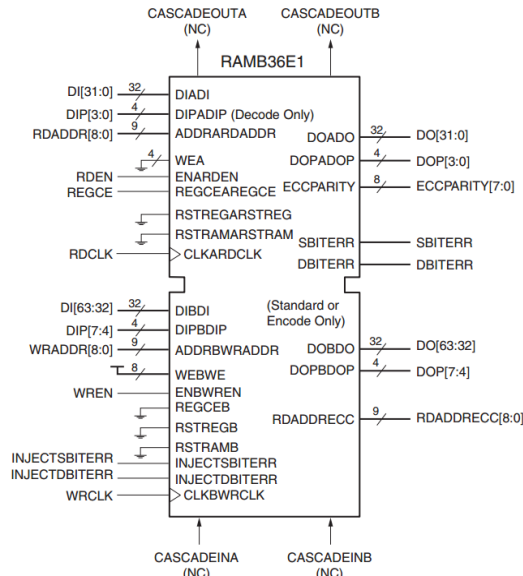 CASCADEOUTA CASCADEOUTB
(NC) (NC)
RAMB36E1
DI[31:0] 32 DIADI
DIP[3:0] 4 DIPADIP (Decode Only)
RDADDR[8:0] 9 ADDRARDADDR
DOADO 32 DO[31:0]
4 WEA
DOPADOP 4 DOP[3:0]
RDEN ENARDEN
ECCPARITY 8 ECCPARITY[7:0]
REGCE REGCEAREGCE
RSTREGARSTREG
RSTRAMARSTRAM
SBITERR SBITERR
RDCLK CLKARDCLK
DBITERR DBITERR
DI[63:32] 32 DIBDI
(Standard or
Encode Only)
DIP[7:4] 4 DIPBDIP
WRADDR[8:0] 9 ADDRBWRADDR
DOBDO 32 DO[63:32]
8 WEBWE
DOPBDOP 4 DOP[7:4]
WREN ENBWREN
REGCEB
RDADDRECC 9 RDADDRECC[8:0]
RSTREGB
RSTRAMB
INJECTSBITERR INJECTSBITERR
INJECTDBITERR INJECTDBITERR
WRCLK CLKBWRCLK
CASCADEINA CASCADEINB
(NC) (NC)